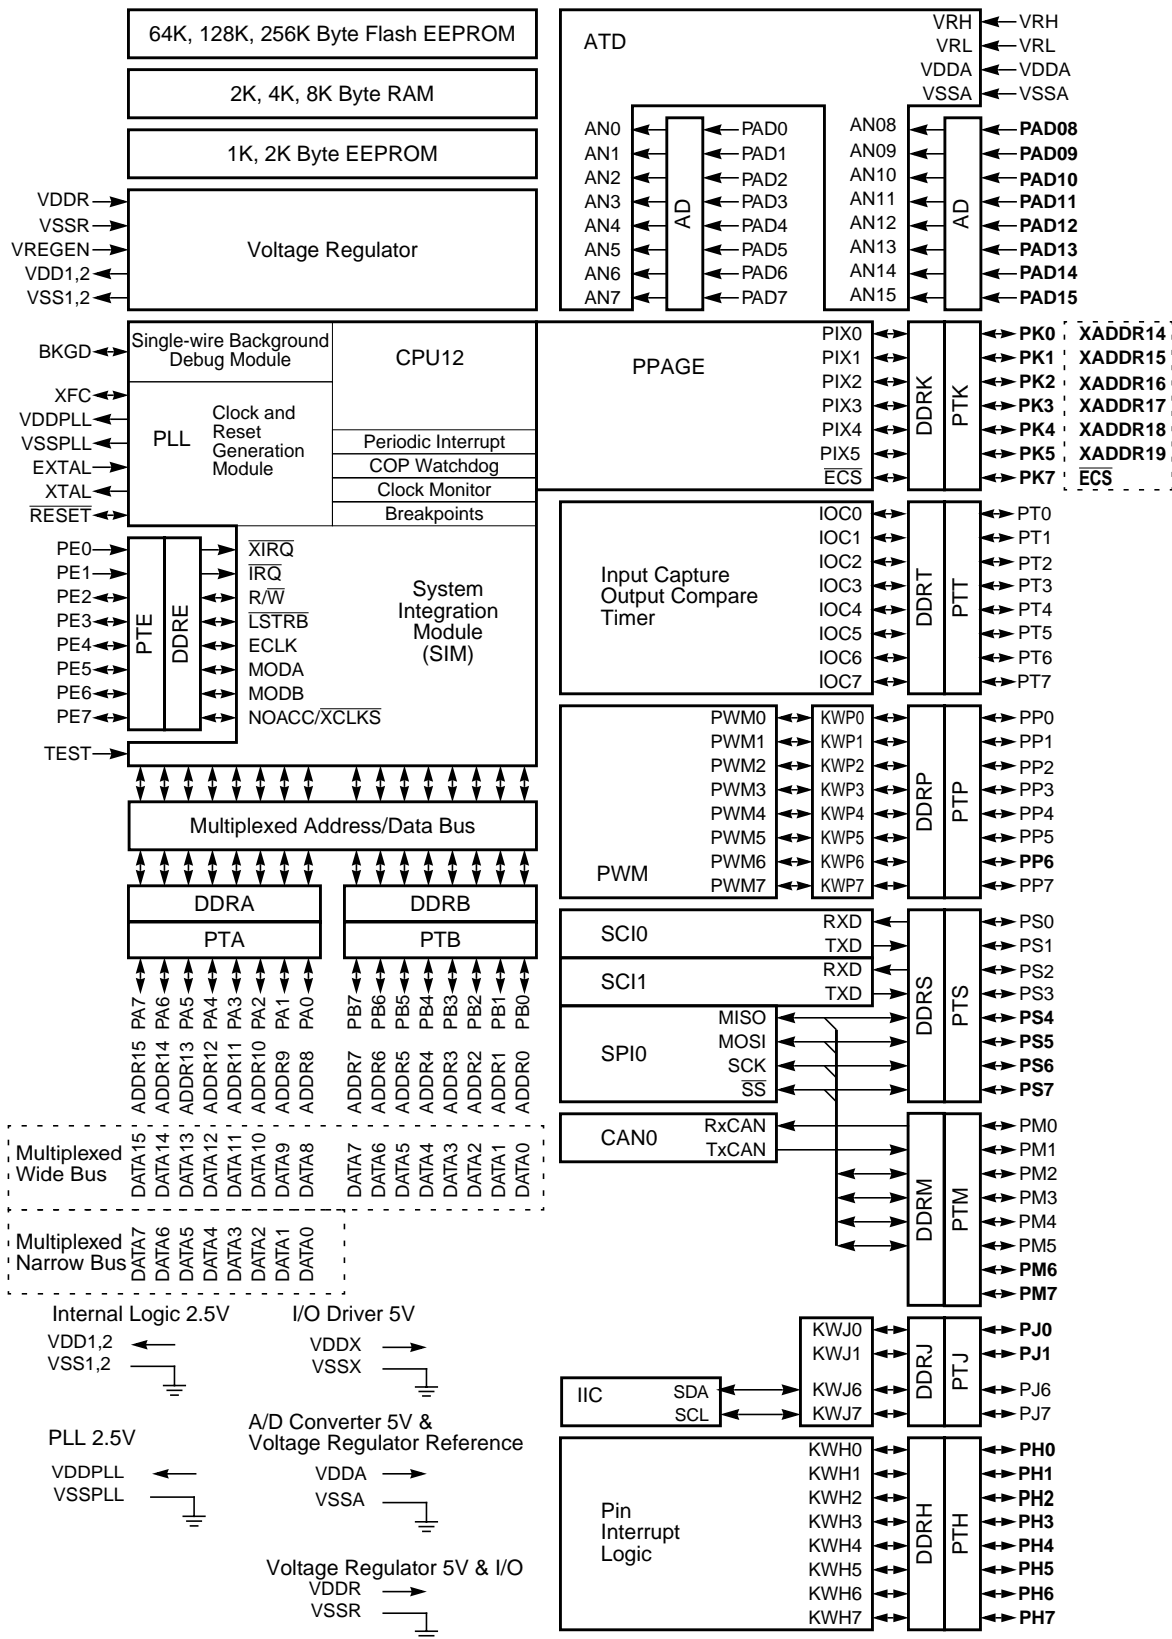 64K, 128K, 256K Byte Flash EEPROM
2K, 4K, 8K Byte RAM
1K, 2K Byte EEPROM
VDDR
VSSR
VREGEN
VDD1,2
VSS1,2
Voltage Regulator
ATD
VRH VRH
VRL VRL
VDDA VDDA
VSSA VSSA
AN0 PAD0
AN1 PAD1
AN2 PAD2
AN3 PAD3
AN4 PAD4
AN5 PAD5
AN6 PAD6
AN7 PAD7
AD
AN08 PAD08
AN09 PAD09
AN10 PAD10
AN11 PAD11
AN12 PAD12
AN13 PAD13
AN14 PAD14
AN15 PAD15
AD
BKGD
Single-wire Background
Debug Module
CPU12
XFC
VDDPLL
VSSPLL
EXTAL
XTAL
RESET
PLL
Clock and
Reset
Generation
Module
Periodic Interrupt
COP Watchdog
Clock Monitor
Breakpoints
PPAGE
PIX0 PK0 XADDR14
PIX1 PK1 XADDR15
PIX2 PK2 XADDR16
PIX3 PK3 XADDR17
PIX4 PK4 XADDR18
PIX5 PK5 XADDR19
ECS PK7 ECS
DDRK
PTK
PE0 XIRQ
PE1 IRQ
PE2 R/W
PE3 LSTRB
PE4 ECLK
PE5 MODA
PE6 MODB
PE7 NOACC/XCLKS
PTE
DDRE
TEST
System
Integration
Module
(SIM)
Input Capture
Output Compare
Timer
IOC0 PT0
IOC1 PT1
IOC2 PT2
IOC3 PT3
IOC4 PT4
IOC5 PT5
IOC6 PT6
IOC7 PT7
DDRT
PTT
Multiplexed Address/Data Bus
DDRA
PTA
DDRB
PTB
PWM
PWM0 KWP0 PP0
PWM1 KWP1 PP1
PWM2 KWP2 PP2
PWM3 KWP3 PP3
PWM4 KWP4 PP4
PWM5 KWP5 PP5
PWM6 KWP6 PP6
PWM7 KWP7 PP7
DDRP
PTP
PA7 PA6 PA5 PA4 PA3 PA2 PA1 PA0 PB7 PB6 PB5 PB4 PB3 PB2 PB1 PB0
ADDR15 ADDR14 ADDR13 ADDR12 ADDR11 ADDR10 ADDR9 ADDR8 ADDR7 ADDR6 ADDR5 ADDR4 ADDR3 ADDR2 ADDR1 ADDR0
Multiplexed
Wide Bus
DATA15 DATA14 DATA13 DATA12 DATA11 DATA10 DATA9 DATA8 DATA7 DATA6 DATA5 DATA4 DATA3 DATA2 DATA1 DATA0
Multiplexed
Narrow Bus
DATA7 DATA6 DATA5 DATA4 DATA3 DATA2 DATA1 DATA0
SCI0
RXD PS0
TXD PS1
SCI1
RXD PS2
TXD PS3
SPI0
MISO PS4
MOSI PS5
SCK PS6
SS PS7
DDRS
PTS
CAN0
RxCAN PM0
TxCAN PM1
PM2
PM3
PM4
PM5
PM6
PM7
DDRM
PTM
KWJ0 PJ0
KWJ1 PJ1
IIC
SDA KWJ6 PJ6
SCL KWJ7 PJ7
DDRJ
PTJ
Pin
Interrupt
Logic
KWH0 PH0
KWH1 PH1
KWH2 PH2
KWH3 PH3
KWH4 PH4
KWH5 PH5
KWH6 PH6
KWH7 PH7
DDRH
PTH
Internal Logic 2.5V
VDD1,2
VSS1,2
I/O Driver 5V
VDDX
VSSX
PLL 2.5V
VDDPLL
VSSPLL
A/D Converter 5V &
Voltage Regulator Reference
VDDA
VSSA
Voltage Regulator 5V & I/O
VDDR
VSSR